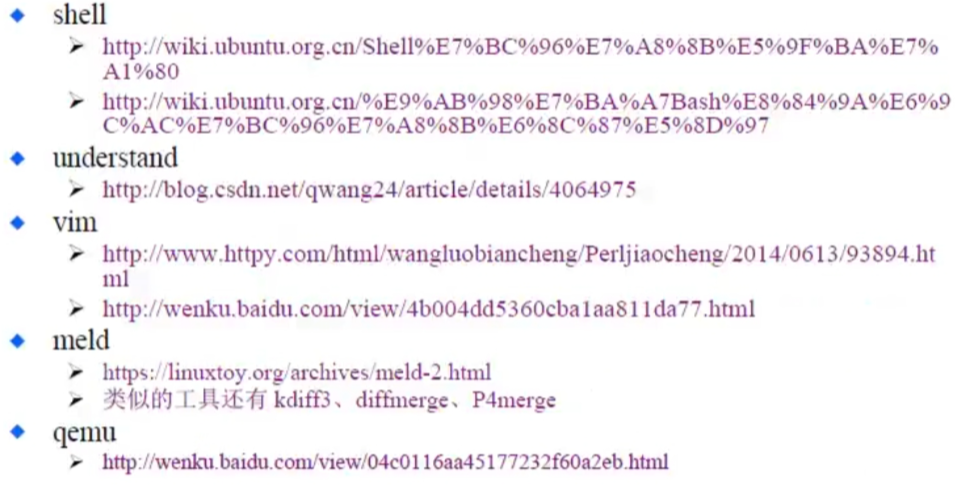 shell
http://wiki.ubuntu.org.cn/Shell%E7%BC%96%E7%A8%8B%E5%9F%BA%E7%
A1%80
http://wiki.ubuntu.org.cn/%E9%AB%98%E7%BA%A7Bash%E8%84%9A%E6%9
C%AC%E7%BC%96%E7%A8%8B%E6%8C%87%E5%8D%97
understand
http://blog.csdn.net/qwang24/article/details/4064975
vim
http://www.httpy.com/html/wangluobiancheng/Perljiaocheng/2014/0613/93894.ht
ml
http://wenku.baidu.com/view/4b004dd5360cba1aa811da77.html
meld
https://linuxtoy.org/archives/meld-2.html
类似的工具还有 kdiff3、diffmerge、P4merge
qemu
http://wenku.baidu.com/view/04c0116aa45177232f60a2eb.html